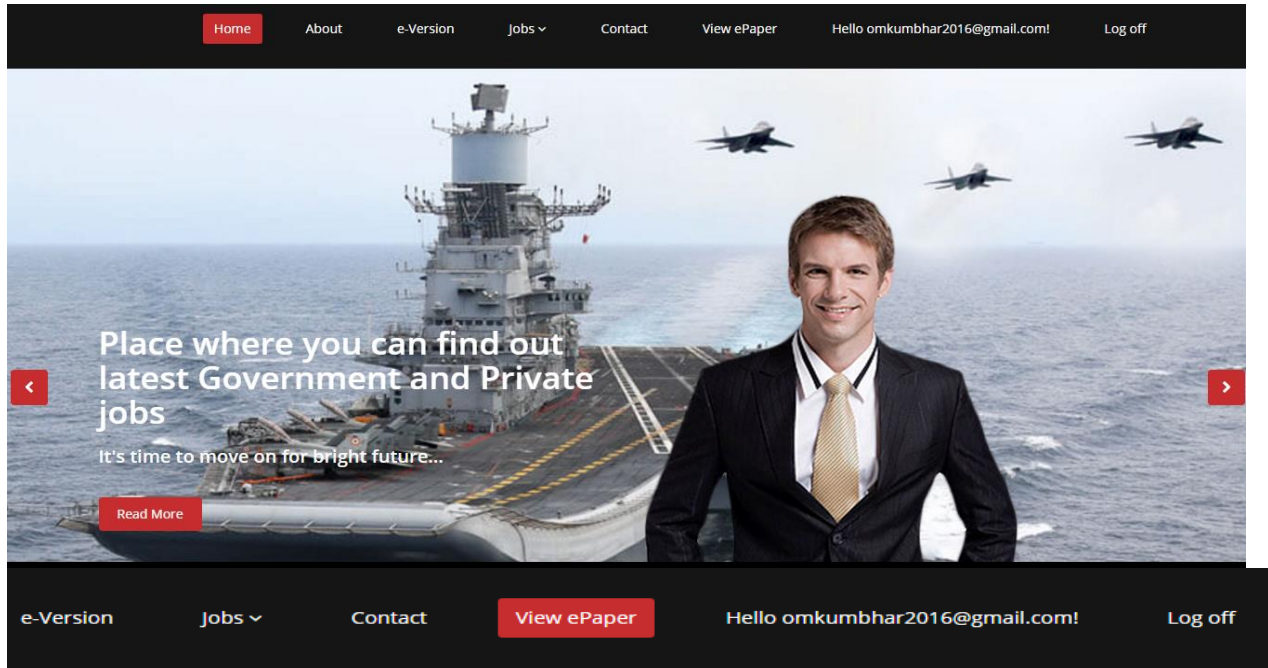 Home About e-Version Jobs Contact View ePaper Hello omkumbhar2016@gmail.com! Log off
Place where you can find out
latest Government and Private
jobs
It's time to move on for bright future...
Read More
e-Version Jobs Contact View ePaper Hello omkumbhar2016@gmail.com! Log off